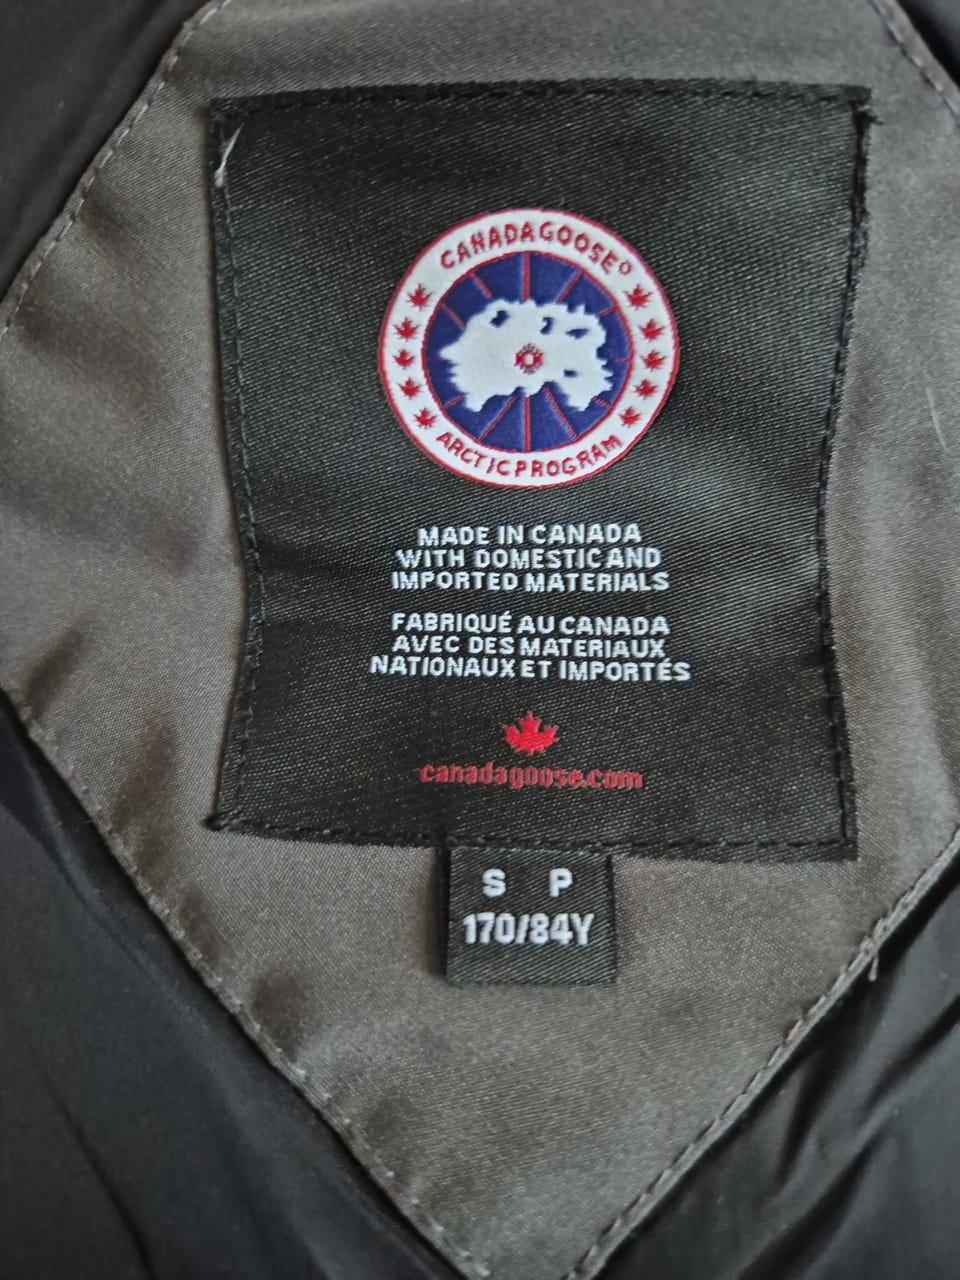 CANADA GOOSE®
ARCTIC PROGRAM
MADE IN CANADA
WITH DOMESTIC AND
IMPORTED MATERIALS
FABRIQUÉ AU CANADA
AVEC DES MATERIAUX
NATIONAUX ET IMPORTÉS
canadagoose.com
S P
170/84Y